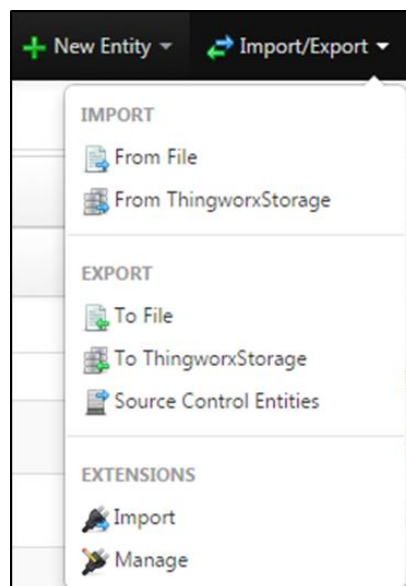 New Entity Import/Export
IMPORT
From File
From ThingworxStorage
EXPORT
To File
To ThingworxStorage
Source Control Entities
EXTENSIONS
Import
Manage